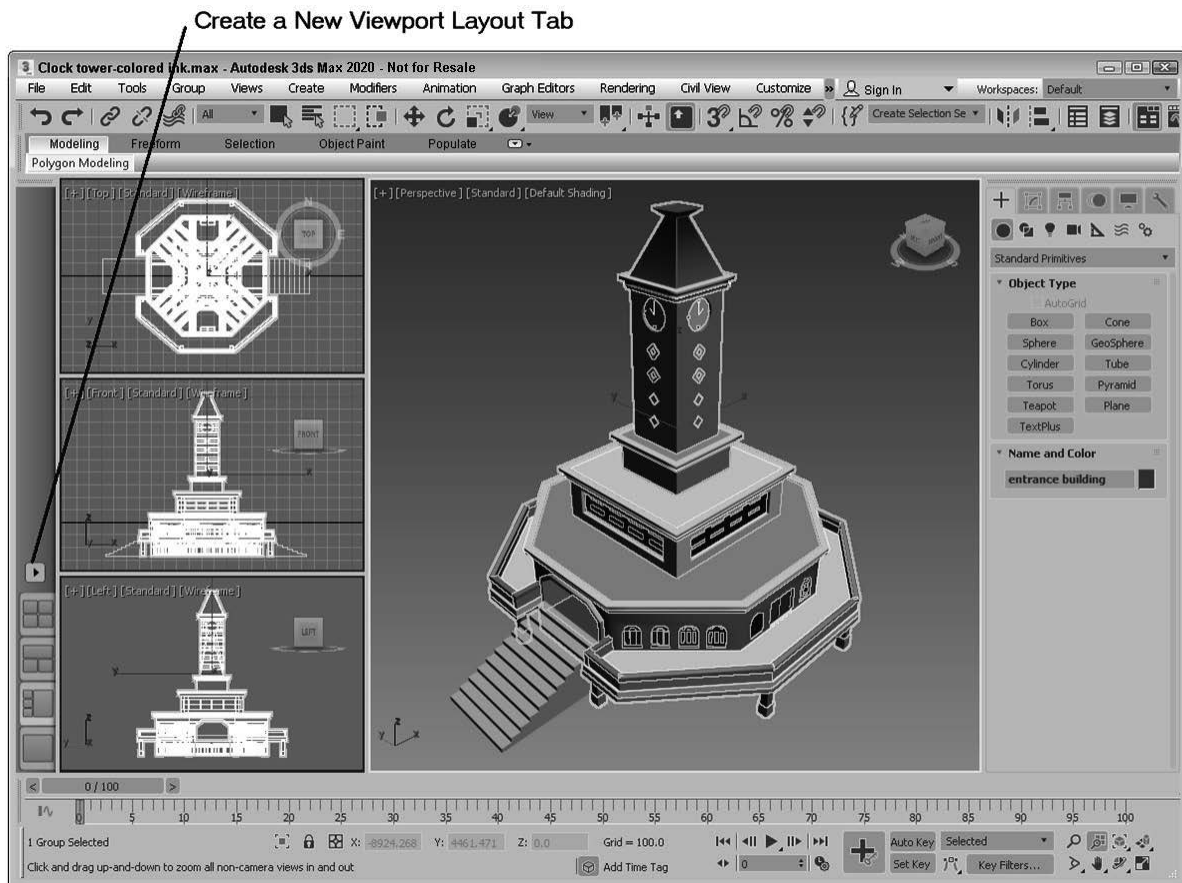 Create a New Viewport Layout Tab
3 Clock tower-colored ink.max - Autodesk 3ds Max 2020 - Not for Resale
File Edit Tools Group Views Create Modifiers Animation Graph Editors Rendering Civil View Customize » Sign In Workspaces: Default
All View Create Selection Se
Modeling Freeform Selection Object Paint Populate
Polygon Modeling
[+] [Top] [Standard] [Wireframe]
N
TOP
E
y
x
[+] [Front] [Standard] [Wireframe]
FRONT
x
z
y x
[+] [Left] [Standard] [Wireframe]
LEFT
y
z
y x
[+] [Perspective] [Standard] [Default Shading]
z
y x
z
y x
Standard Primitives
Object Type
AutoGrid
Box Cone
Sphere GeoSphere
Cylinder Tube
Torus Pyramid
Teapot Plane
TextPlus
Name and Color
entrance building
< 0 / 100 >
0 5 10 15 20 25 30 35 40 45 50 55 60 65 70 75 80 85 90 95 100
1 Group Selected X: -8924.268 Y: 4461.471 Z: 0.0 Grid = 100.0 Auto Key Selected
Click and drag up-and-down to zoom all non-camera views in and out Add Time Tag 0 Set Key Key Filters...